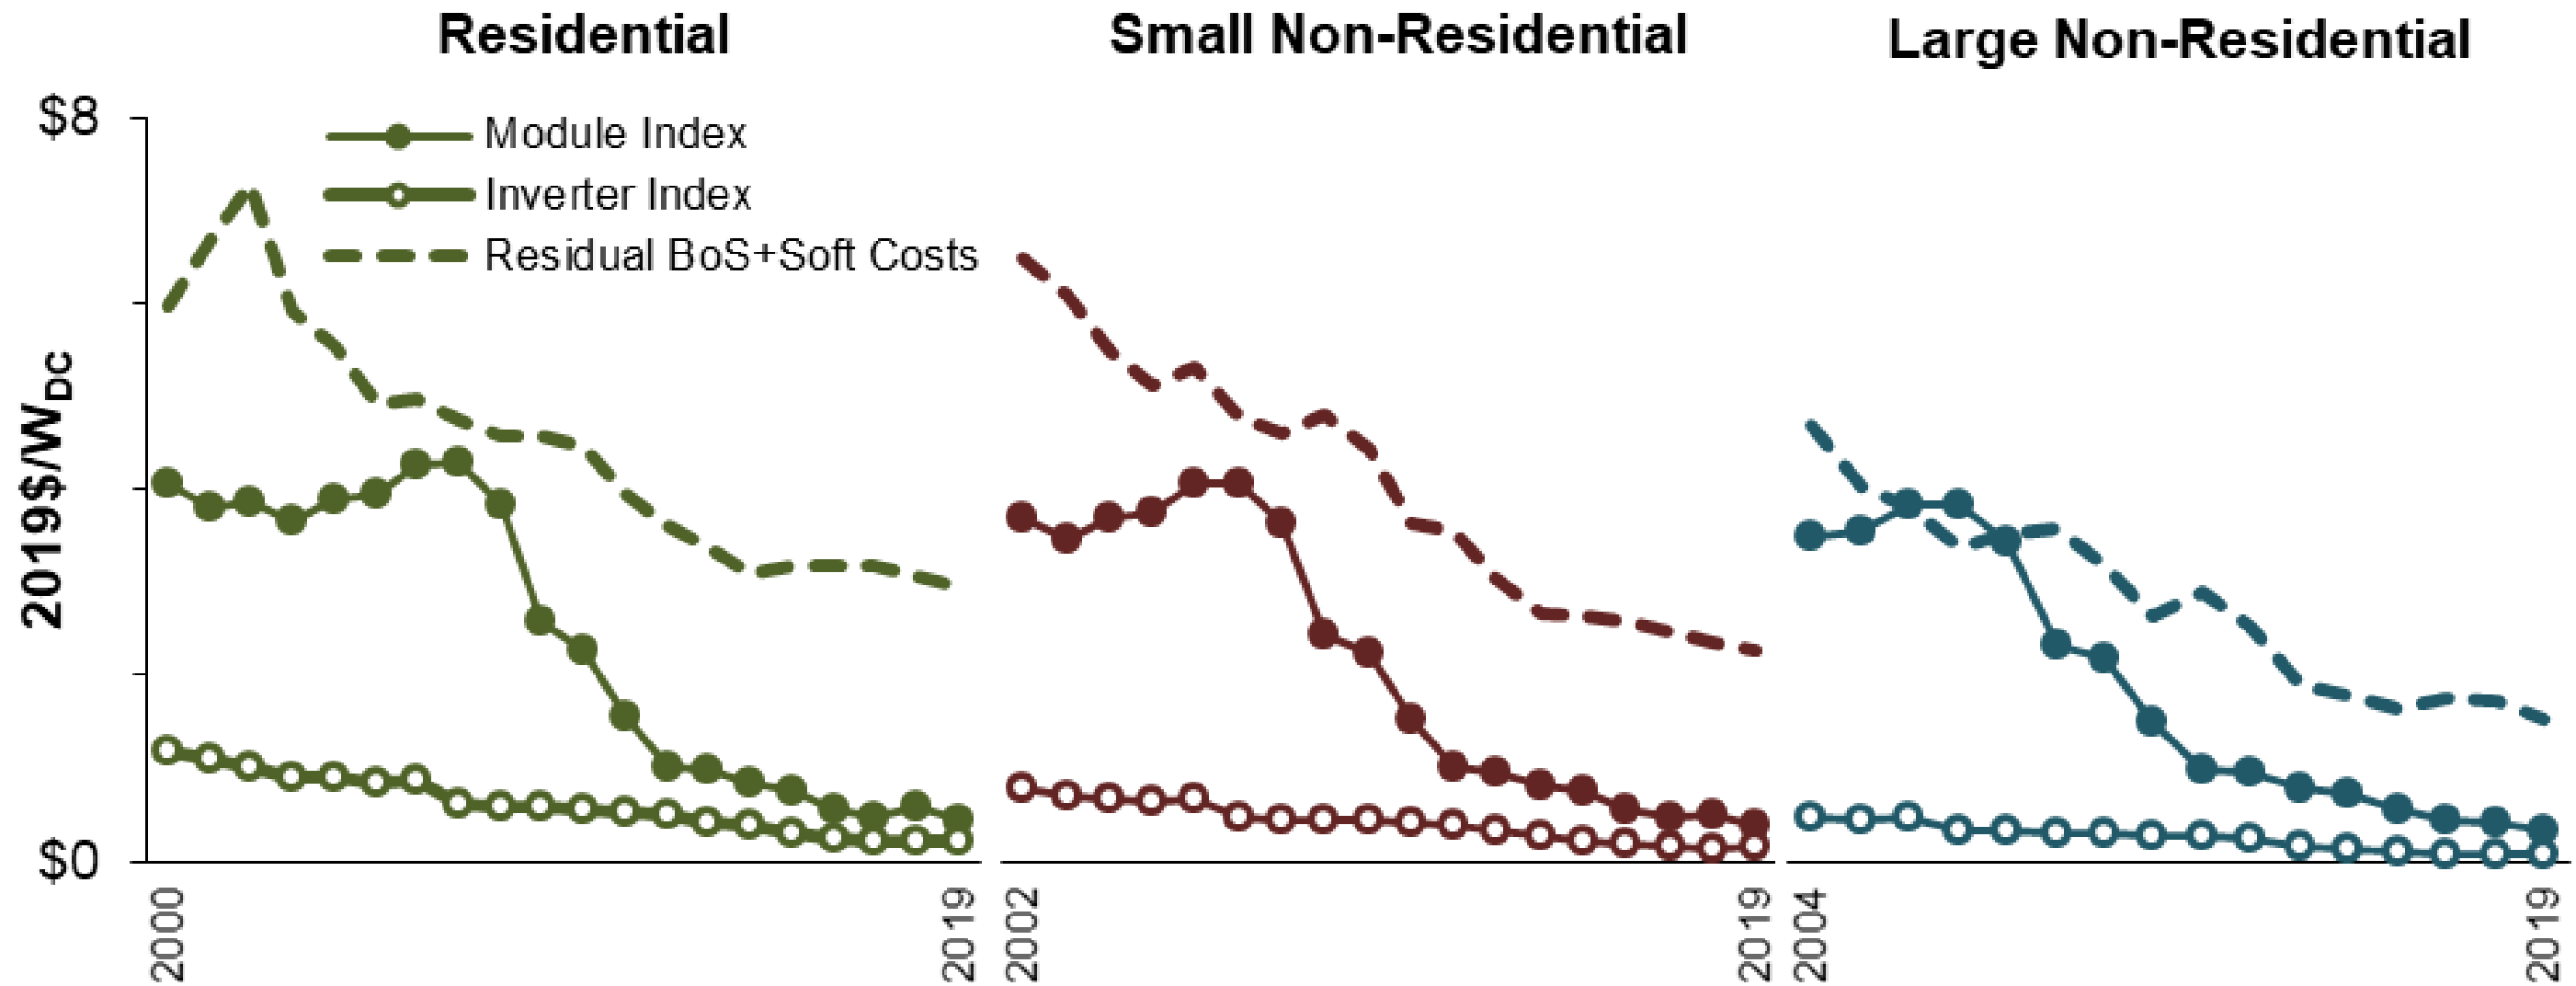 Residential
Small Non-Residential
Large Non-Residential
$8
Module Index
Inverter Index
Residual BoS+Soft Costs
2019$/WDC
$0
2000
2019
2002
2019
2004
2019